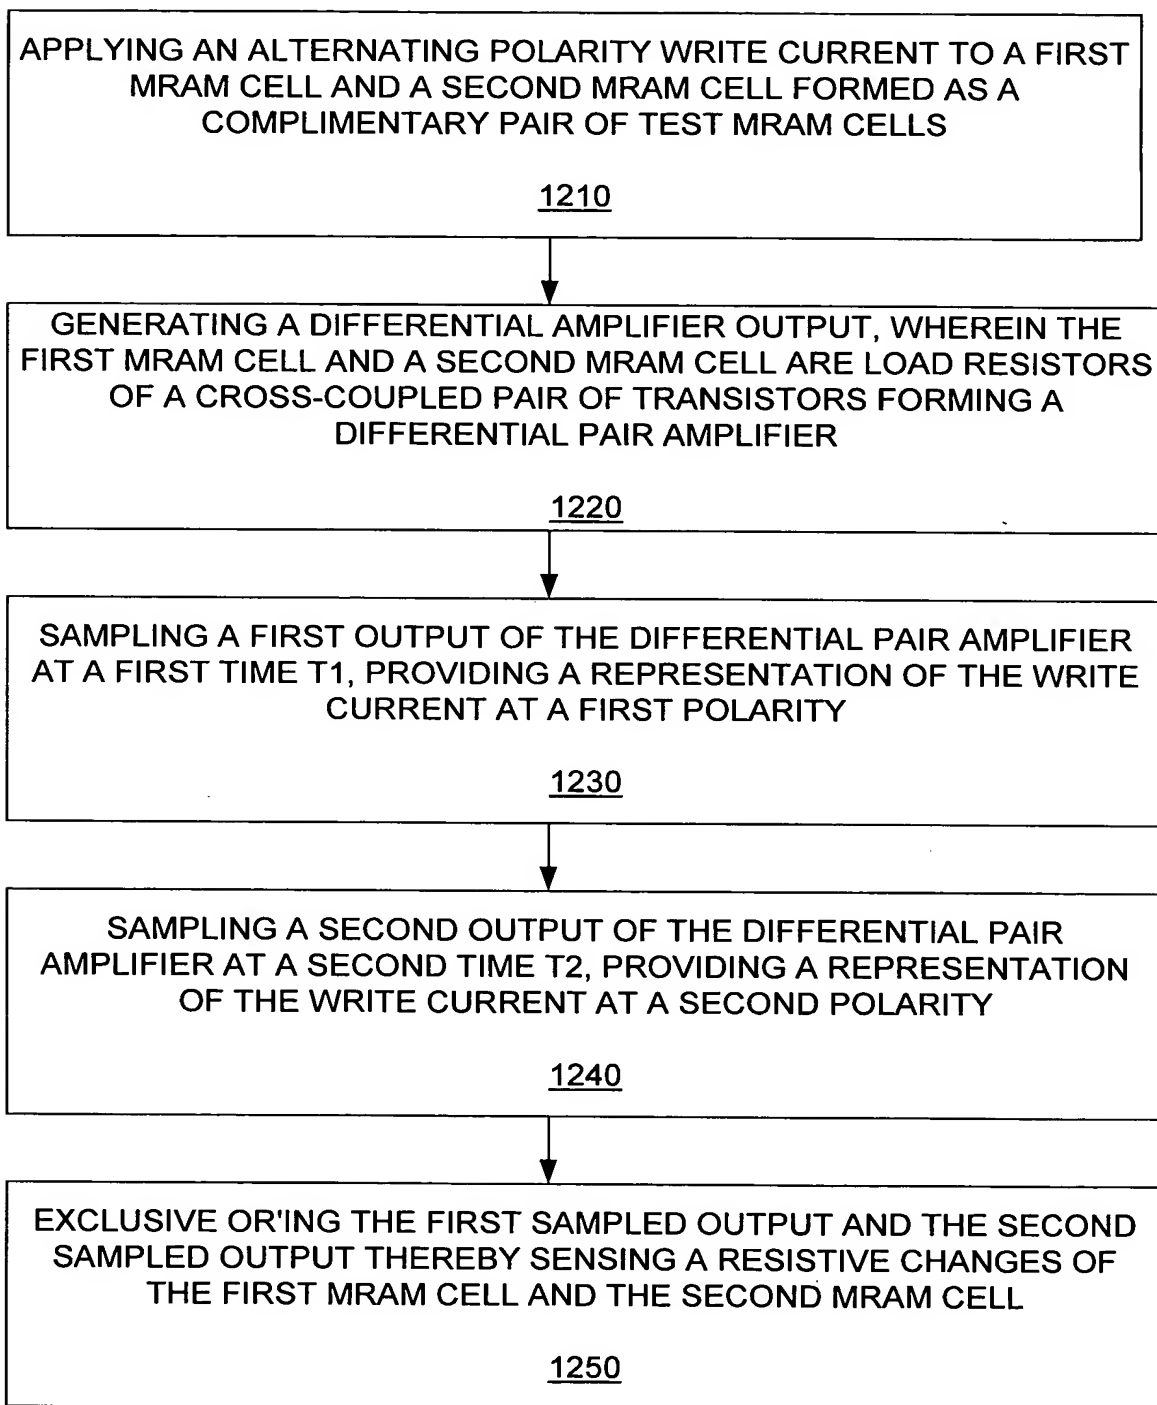 APPLYING AN ALTERNATING POLARITY WRITE CURRENT TO A FIRST
MRAM CELL AND A SECOND MRAM CELL FORMED AS A
COMPLIMENTARY PAIR OF TEST MRAM CELLS
1210
GENERATING A DIFFERENTIAL AMPLIFIER OUTPUT, WHEREIN THE
FIRST MRAM CELL AND A SECOND MRAM CELL ARE LOAD RESISTORS
OF A CROSS-COUPLED PAIR OF TRANSISTORS FORMING A
DIFFERENTIAL PAIR AMPLIFIER
1220
SAMPLING A FIRST OUTPUT OF THE DIFFERENTIAL PAIR AMPLIFIER
AT A FIRST TIME T1, PROVIDING A REPRESENTATION OF THE WRITE
CURRENT AT A FIRST POLARITY
1230
SAMPLING A SECOND OUTPUT OF THE DIFFERENTIAL PAIR
AMPLIFIER AT A SECOND TIME T2, PROVIDING A REPRESENTATION
OF THE WRITE CURRENT AT A SECOND POLARITY
1240
EXCLUSIVE OR'ING THE FIRST SAMPLED OUTPUT AND THE SECOND
SAMPLED OUTPUT THEREBY SENSING A RESISTIVE CHANGES OF
THE FIRST MRAM CELL AND THE SECOND MRAM CELL
1250